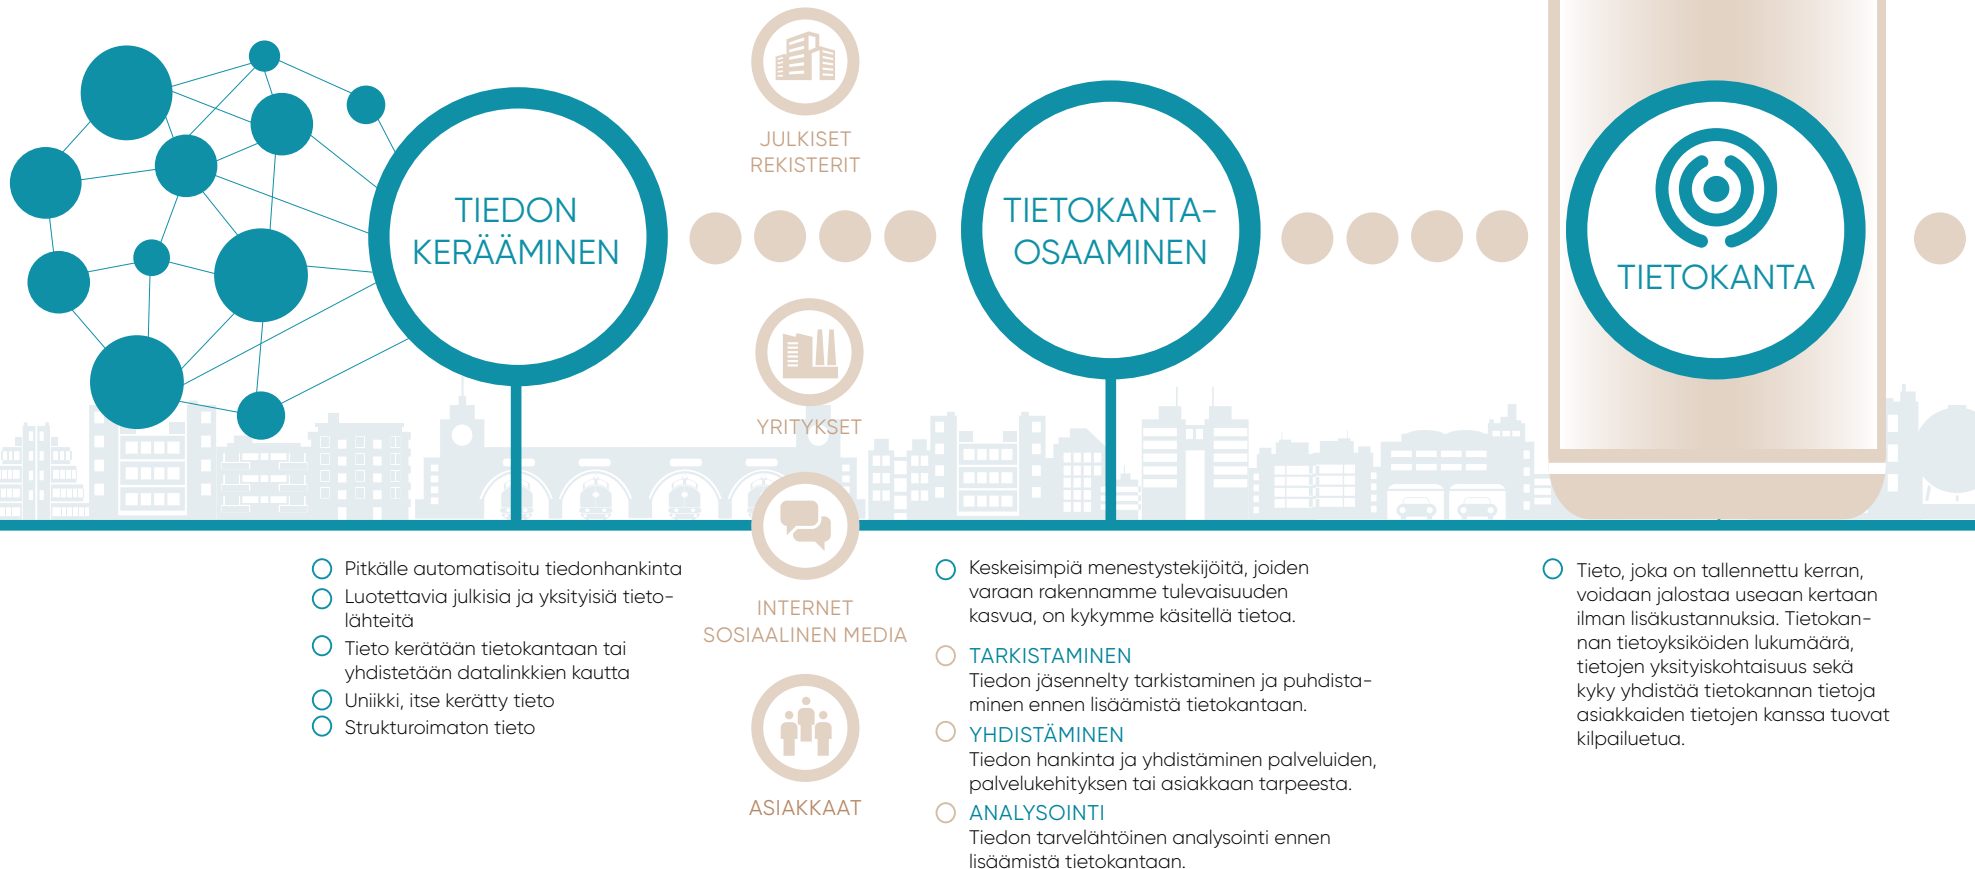 TIEDON
KERÄÄMINEN
Pitkälle automatisoitu tiedonhankinta
Luotettavia julkisia ja yksityisiä tieto-
lähteitä
Tieto kerätään tietokantaan tai
yhdistetään datalinkkien kautta
Uniikki, itse kerätty tieto
Strukturoimaton tieto
JULKISET
REKISTERIT
YRITYKSET
INTERNET
SOSIAALINEN MEDIA
ASIAKKAAT
TIETOKANTA-
OSAAMINEN
Keskeisimpiä menestystekijöitä, joiden
varaan rakennamme tulevaisuuden
kasvua, on kykymme käsitellä tietoa.
TARKISTAMINEN
Tiedon jäsennelty tarkistaminen ja puhdista-
minen ennen lisäämistä tietokantaan.
YHDISTÄMINEN
Tiedon hankinta ja yhdistäminen palveluiden,
palvelukehityksen tai asiakkaan tarpeesta.
ANALYSOINTI
Tiedon tarvelähtöinen analysointi ennen
lisäämistä tietokantaan.
TIETOKANTA
Tieto, joka on tallennettu kerran,
voidaan jalostaa useaan kertaan
ilman lisäkustannuksia. Tietokan-
nan tietoyksiköiden lukumäärä,
tietojen yksityiskohtaisuus sekä
kyky yhdistää tietokannan tietoja
asiakkaiden tietojen kanssa tuovat
kilpailuetua.